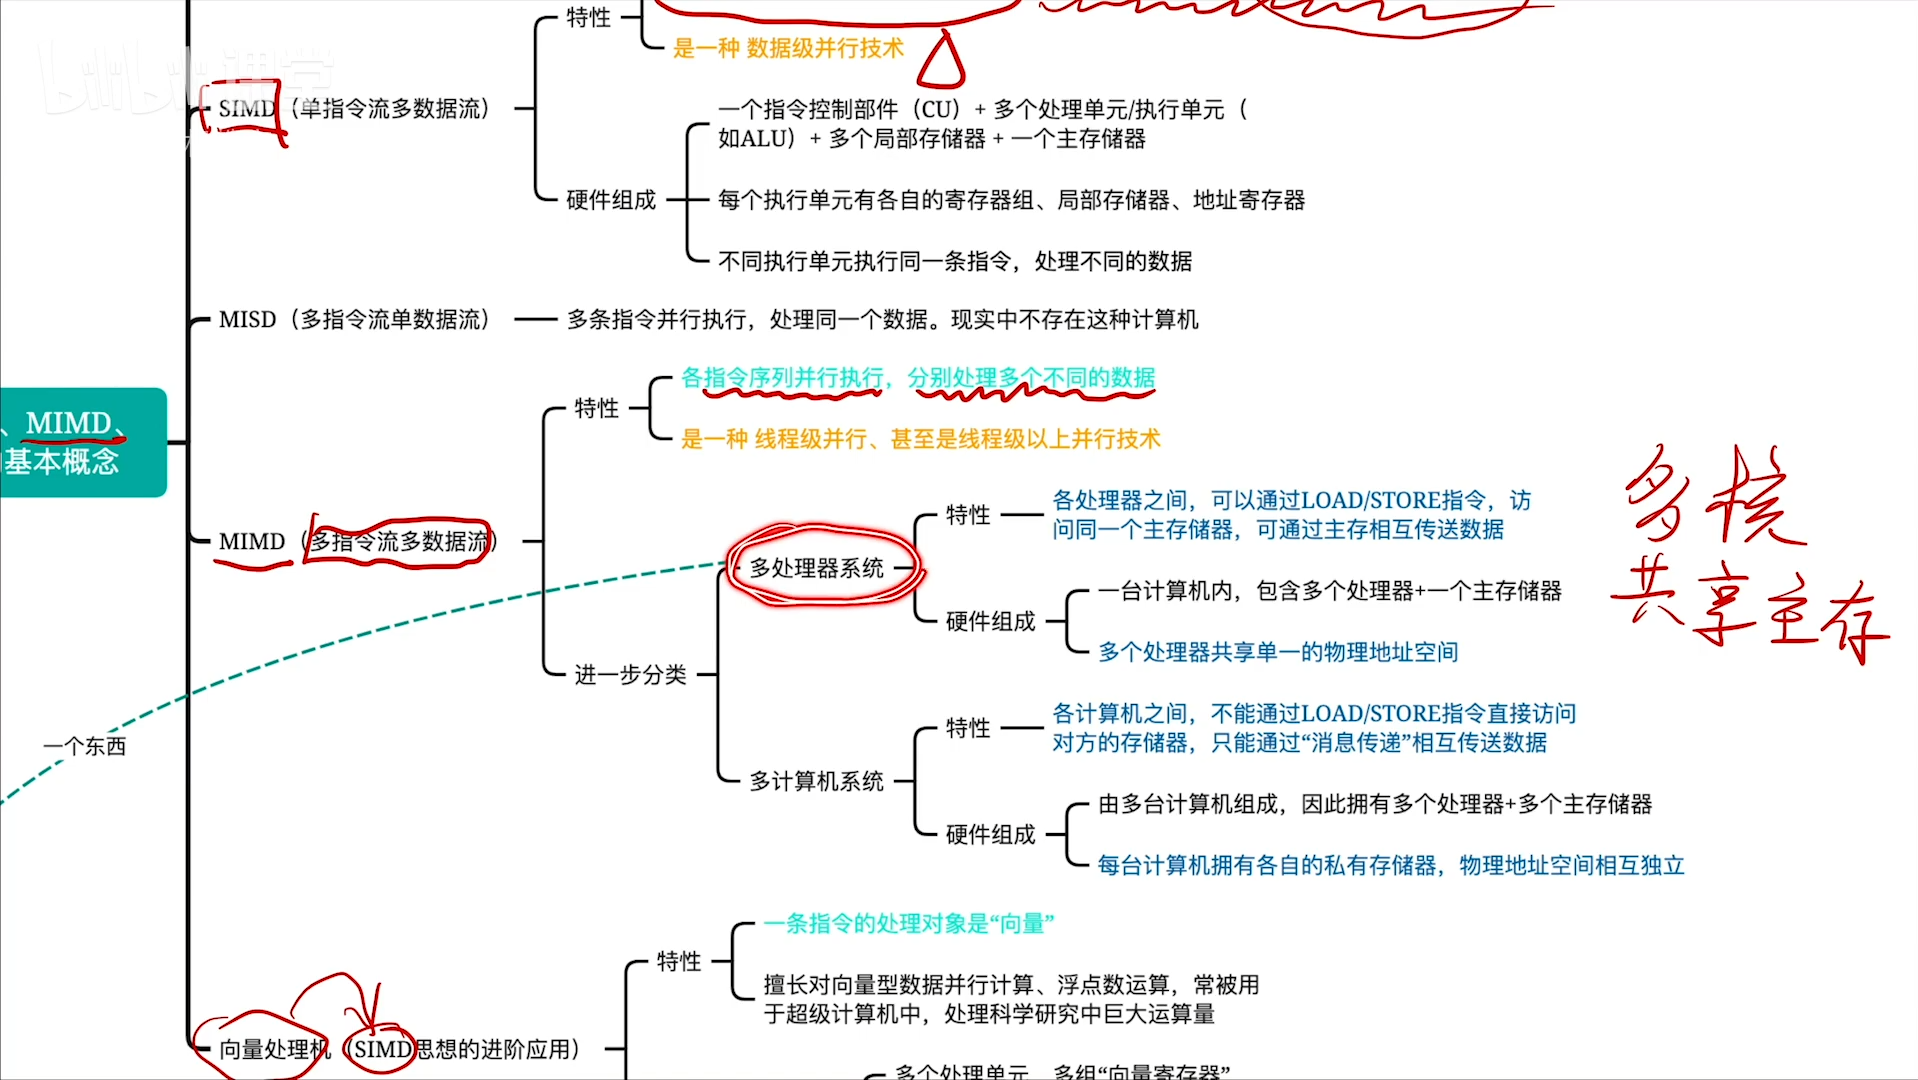 特性
是一种 数据级并行技术
bilibili课堂
SIMD（单指令流多数据流）
一个指令控制部件（CU）+ 多个处理单元/执行单元（
如ALU）+ 多个局部存储器 + 一个主存储器
硬件组成
每个执行单元有各自的寄存器组、局部存储器、地址寄存器
不同执行单元执行同一条指令，处理不同的数据
MISD（多指令流单数据流）
多条指令并行执行，处理同一个数据。现实中不存在这种计算机
、MIMD、
基本概念
MIMD（多指令流多数据流）
特性
各指令序列并行执行，分别处理多个不同的数据
是一种 线程级并行、甚至是线程级以上并行技术
进一步分类
多处理器系统
特性
各处理器之间，可以通过LOAD/STORE指令，访
问同一个主存储器，可通过主存相互传送数据
硬件组成
一台计算机内，包含多个处理器+一个主存储器
多个处理器共享单一的物理地址空间
多核
共享主存
多计算机系统
特性
各计算机之间，不能通过LOAD/STORE指令直接访问
对方的存储器，只能通过“消息传递”相互传送数据
硬件组成
由多台计算机组成，因此拥有多个处理器+多个主存储器
每台计算机拥有各自的私有存储器，物理地址空间相互独立
一个东西
向量处理机（SIMD思想的进阶应用）
特性
一条指令的处理对象是“向量”
擅长对向量型数据并行计算、浮点数运算，常被用
于超级计算机中，处理科学研究中巨大运算量
多个处理单元，多组“向量寄存器”